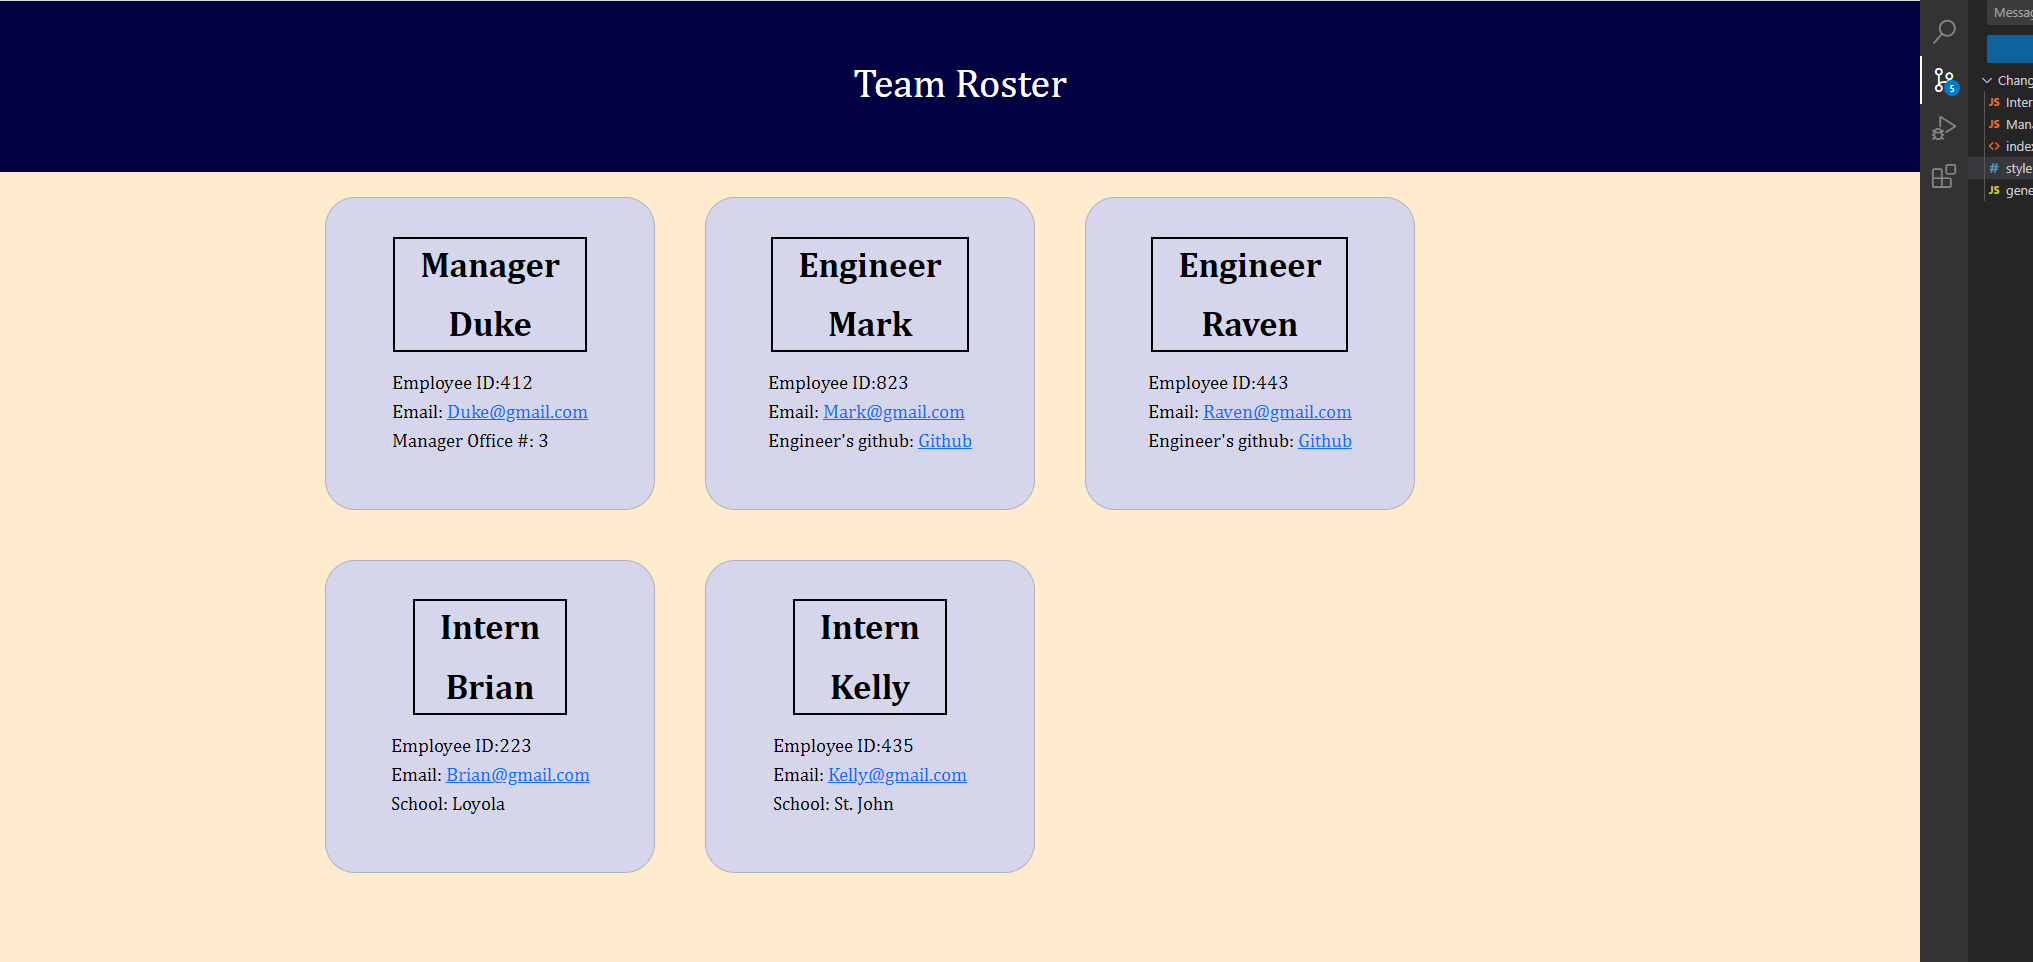 Team Roster
Manager
Duke
Employee ID:412
Email: Duke@gmail.com
Manager Office #: 3
Engineer
Mark
Employee ID:823
Email: Mark@gmail.com
Engineer's github: Github
Engineer
Raven
Employee ID:443
Email: Raven@gmail.com
Engineer's github: Github
Intern
Brian
Employee ID:223
Email: Brian@gmail.com
School: Loyola
Intern
Kelly
Employee ID:435
Email: Kelly@gmail.com
School: St. John
Messag
5
Chang
JS Inter
JS Mana
<> index
# style
JS gene